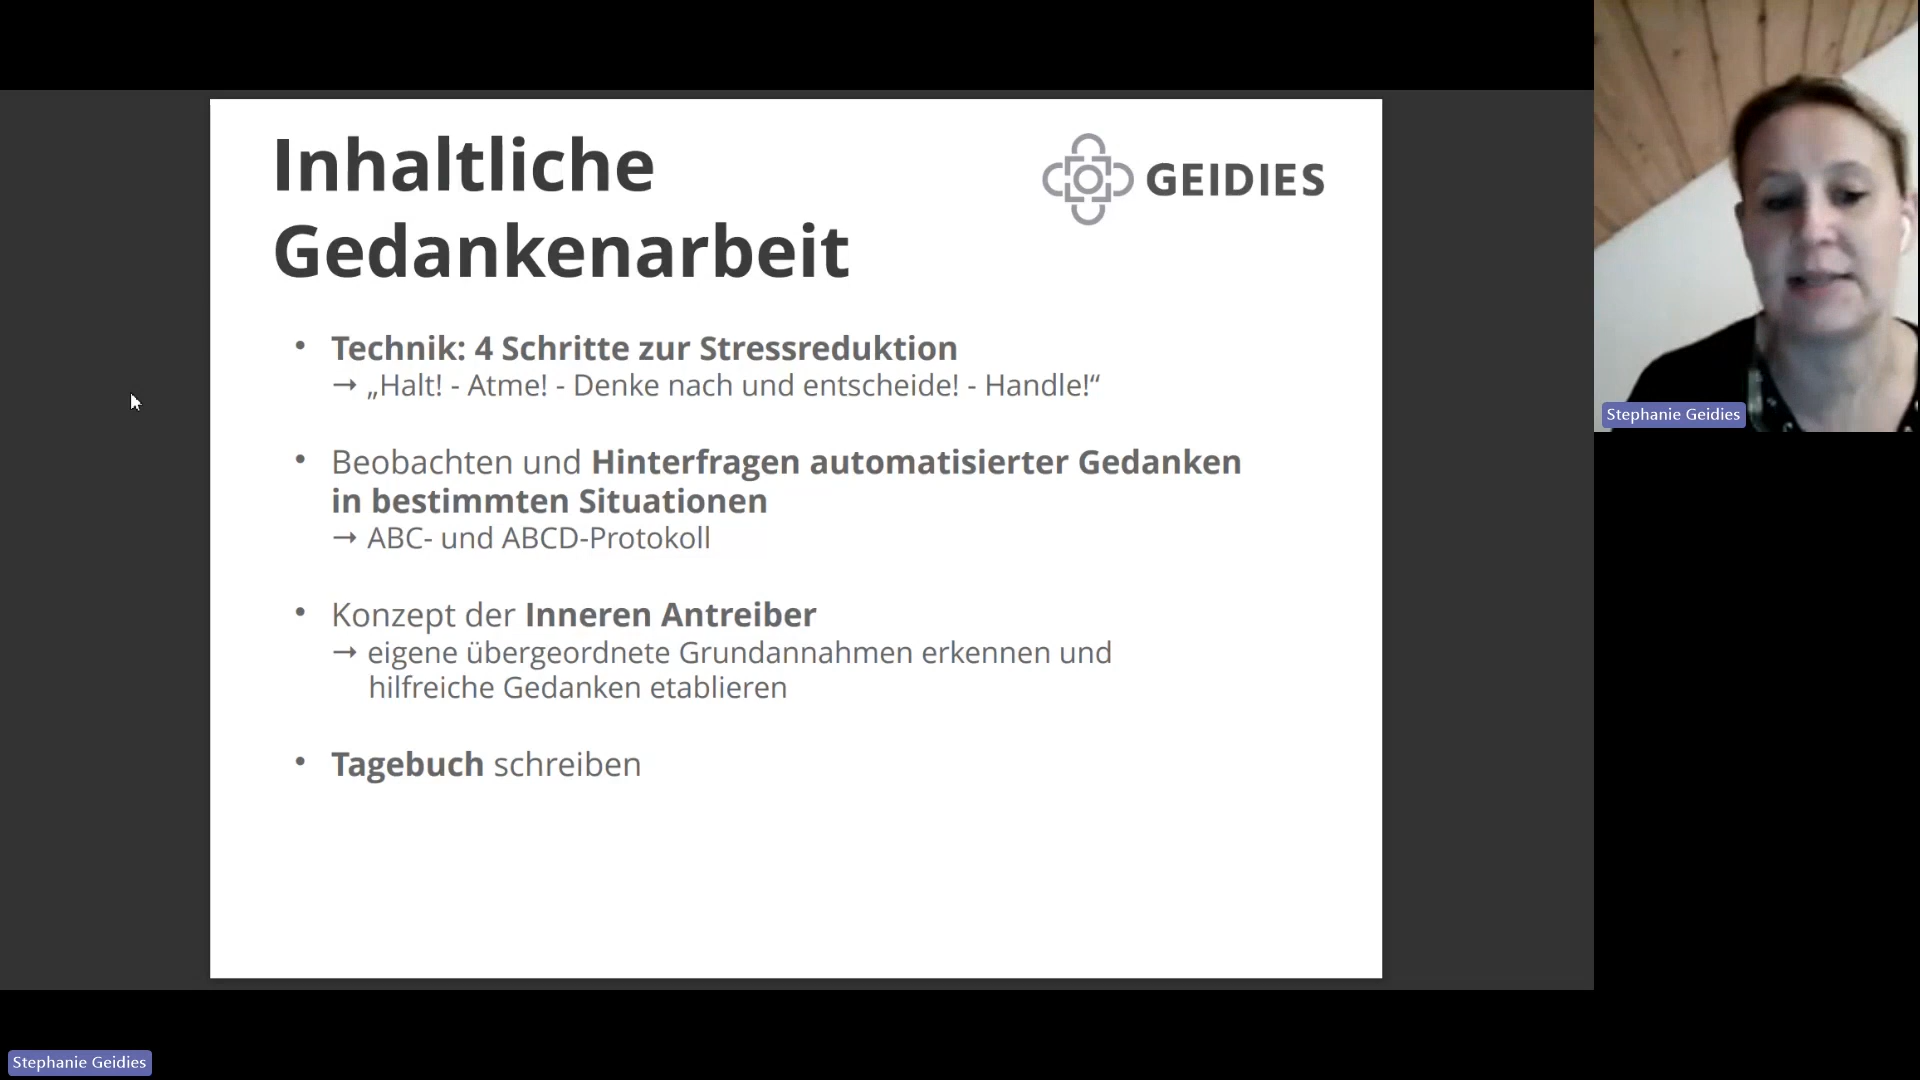 Inhaltliche
Gedankenarbeit
GEIDIES
• Technik: 4 Schritte zur Stressreduktion
→ „Halt! - Atme! - Denke nach und entscheide! - Handle!“
• Beobachten und Hinterfragen automatisierter Gedanken
in bestimmten Situationen
→ ABC- und ABCD-Protokoll
• Konzept der Inneren Antreiber
→ eigene übergeordnete Grundannahmen erkennen und
hilfreiche Gedanken etablieren
• Tagebuch schreiben
Stephanie Geidies
Stephanie Geidies